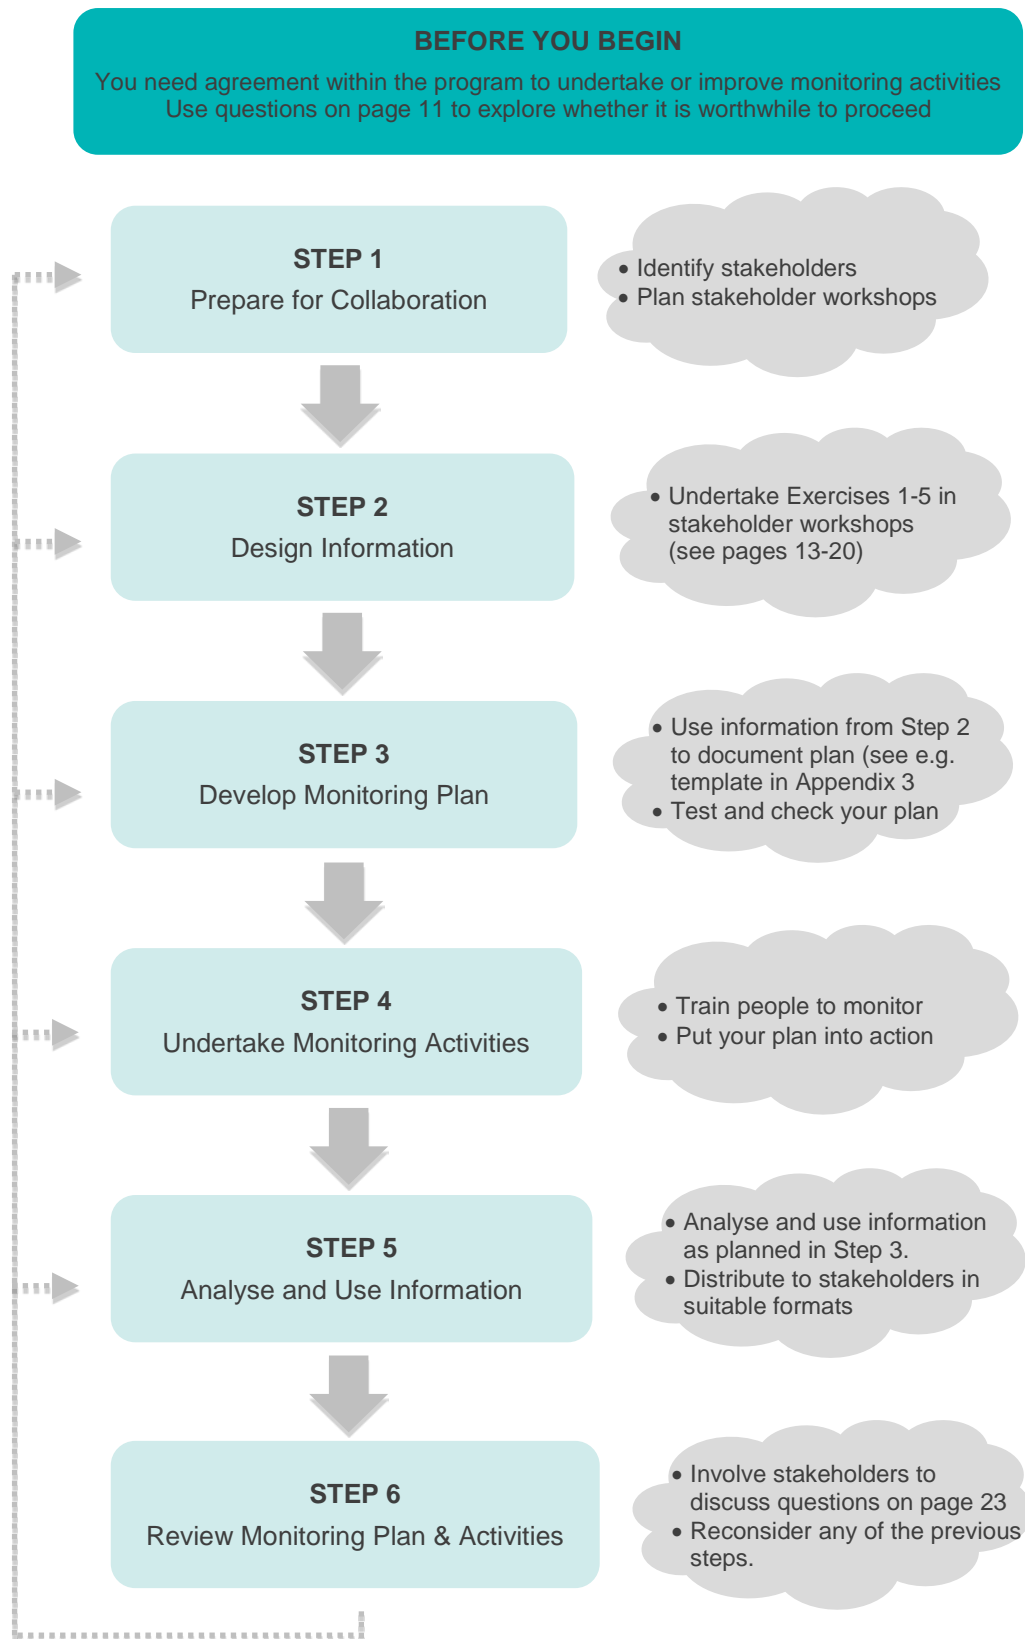 BEFORE YOU BEGIN
You need agreement within the program to undertake or improve monitoring activities
Use questions on page 11 to explore whether it is worthwhile to proceed
STEP 1
Prepare for Collaboration
• Identify stakeholders
• Plan stakeholder workshops
STEP 2
Design Information
• Undertake Exercises 1-5 in
stakeholder workshops
(see pages 13-20)
STEP 3
Develop Monitoring Plan
• Use information from Step 2
to document plan (see e.g.
template in Appendix 3
• Test and check your plan
STEP 4
Undertake Monitoring Activities
• Train people to monitor
• Put your plan into action
STEP 5
Analyse and Use Information
• Analyse and use information
as planned in Step 3.
• Distribute to stakeholders in
suitable formats
STEP 6
Review Monitoring Plan & Activities
• Involve stakeholders to
discuss questions on page 23
• Reconsider any of the previous
steps.